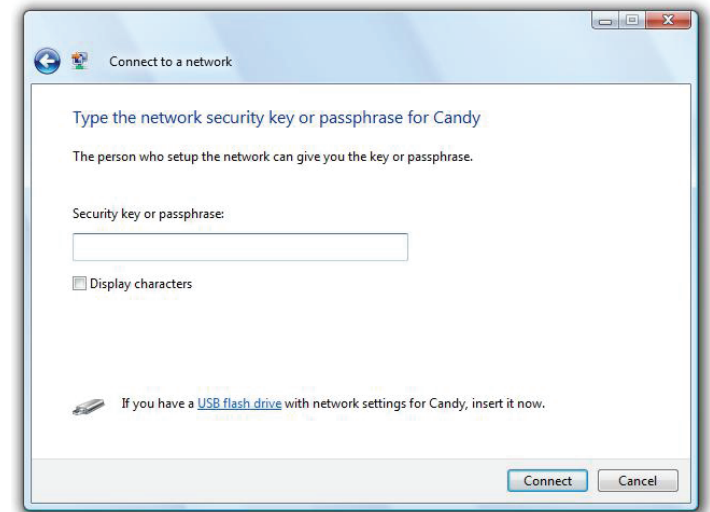 Connect to a network
Type the network security key or passphrase for Candy
The person who setup the network can give you the key or passphrase.
Security key or passphrase:
Display characters
If you have a USB flash drive with network settings for Candy, insert it now.
Connect
Cancel